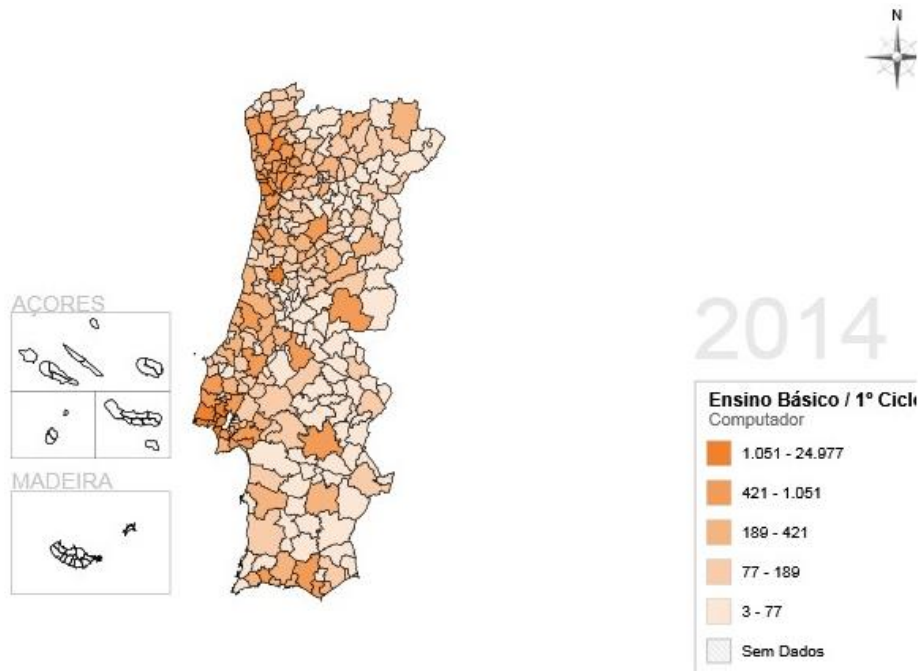 N
AÇORES
MADEIRA
2014
Ensino Básico / 1º Ciclo
Computador
1.051 - 24.977
421 - 1.051
189 - 421
77 - 189
3 - 77
Sem Dados